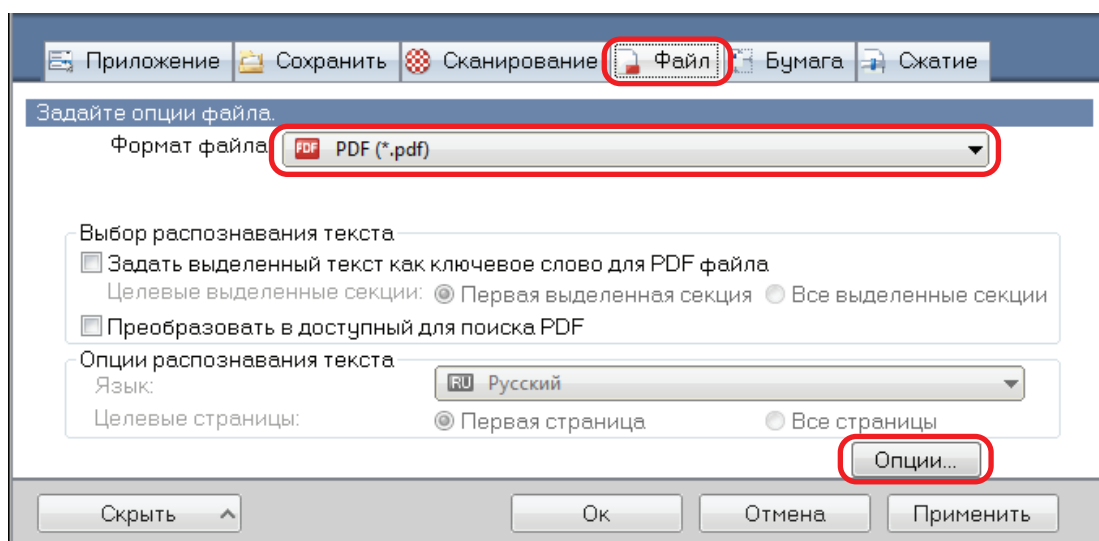 Приложение Сохранить Сканирование Файл Бумага Сжатие
Задайте опции файла.
Формат файла: PDF PDF (*.pdf)
Выбор распознавания текста
Задать выделенный текст как ключевое слово для PDF файла
Целевые выделенные секции: Первая выделенная секция Все выделенные секции
Преобразовать в доступный для поиска PDF
Опции распознавания текста
Язык: RU Русский
Целевые страницы: Первая страница Все страницы
Опции...
Скрыть Ок Отмена Применить